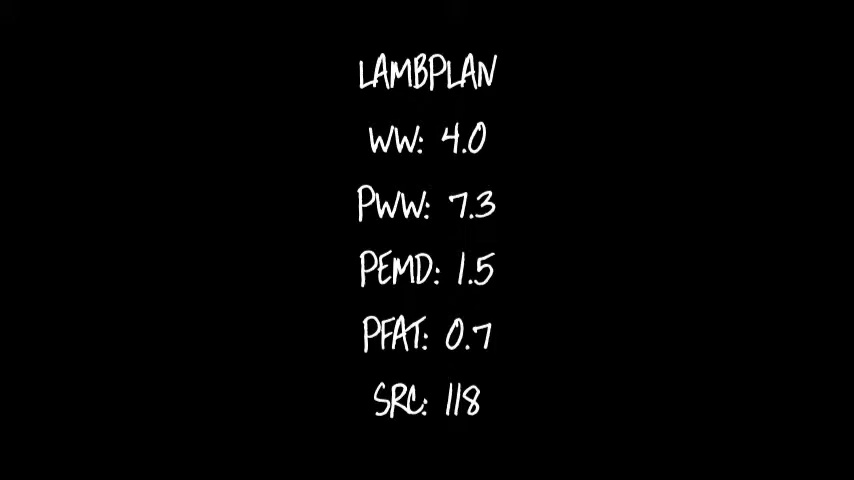 LAMBPLAN
WW: 4.0
PWW: 7.3
PEMD: 1.5
PFAT: 0.7
SRC: 118